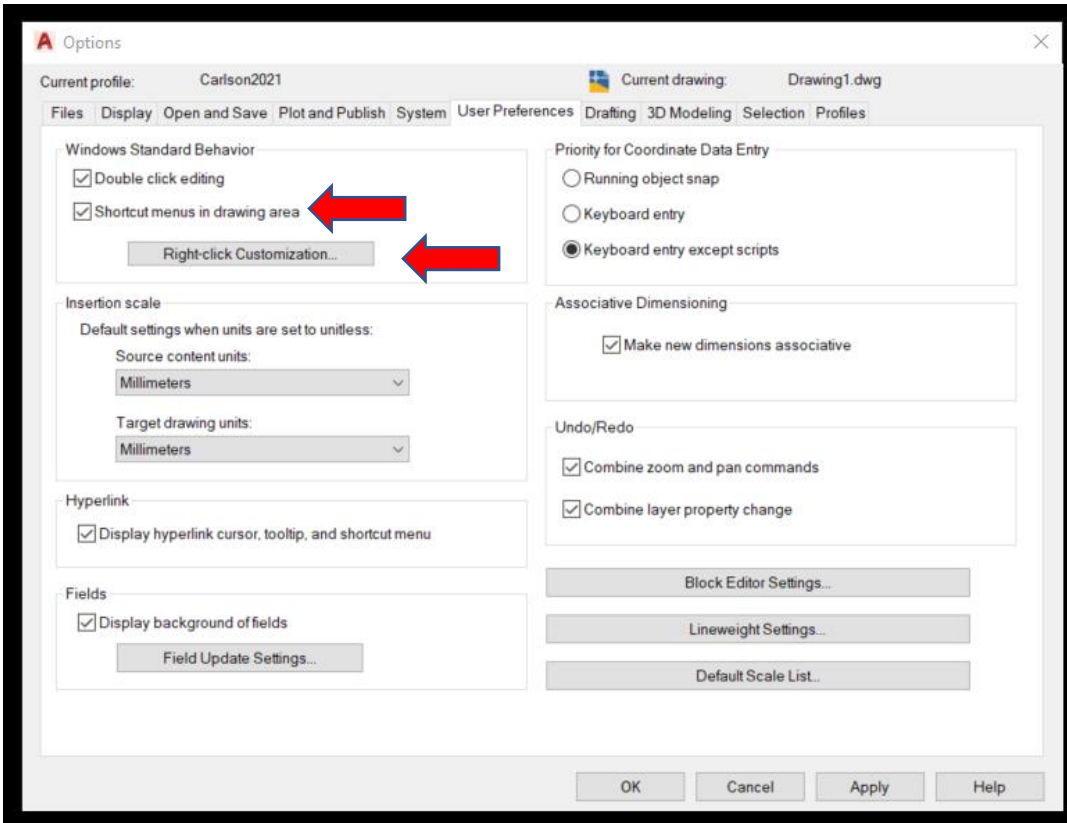 A Options
Current profile: Carlson2021 Current drawing: Drawing1.dwg
Files Display Open and Save Plot and Publish System User Preferences Drafting 3D Modeling Selection Profiles
Windows Standard Behavior
Double click editing
Shortcut menus in drawing area
Right-click Customization...
Insertion scale
Default settings when units are set to unitless:
Source content units:
Millimeters
Target drawing units:
Millimeters
Hyperlink
Display hyperlink cursor, tooltip, and shortcut menu
Fields
Display background of fields
Field Update Settings...
Priority for Coordinate Data Entry
Running object snap
Keyboard entry
Keyboard entry except scripts
Associative Dimensioning
Make new dimensions associative
Undo/Redo
Combine zoom and pan commands
Combine layer property change
Block Editor Settings...
Lineweight Settings...
Default Scale List...
OK Cancel Apply Help